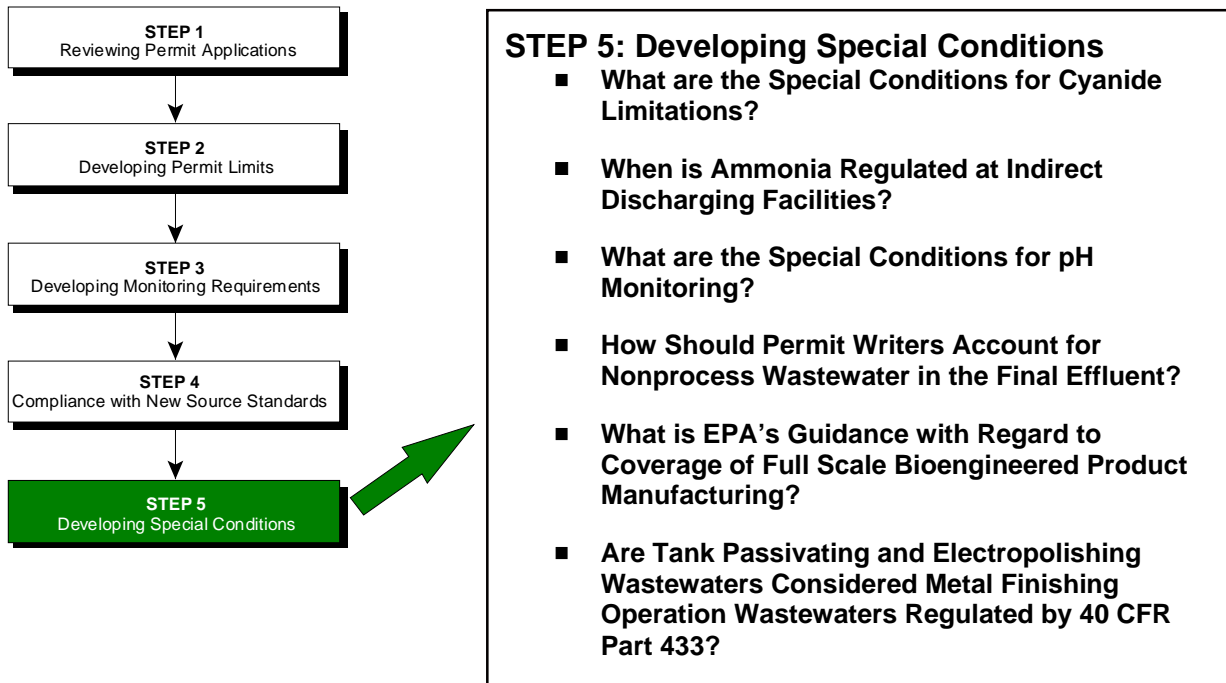 STEP 1
Reviewing Permit Applications
STEP 2
Developing Permit Limits
STEP 3
Developing Monitoring Requirements
STEP 4
Compliance with New Source Standards
STEP 5
Developing Special Conditions
STEP 5: Developing Special Conditions
■ What are the Special Conditions for Cyanide
Limitations?
■ When is Ammonia Regulated at Indirect
Discharging Facilities?
■ What are the Special Conditions for pH
Monitoring?
■ How Should Permit Writers Account for
Nonprocess Wastewater in the Final Effluent?
■ What is EPA’s Guidance with Regard to
Coverage of Full Scale Bioengineered Product
Manufacturing?
■ Are Tank Passivating and Electropolishing
Wastewaters Considered Metal Finishing
Operation Wastewaters Regulated by 40 CFR
Part 433?